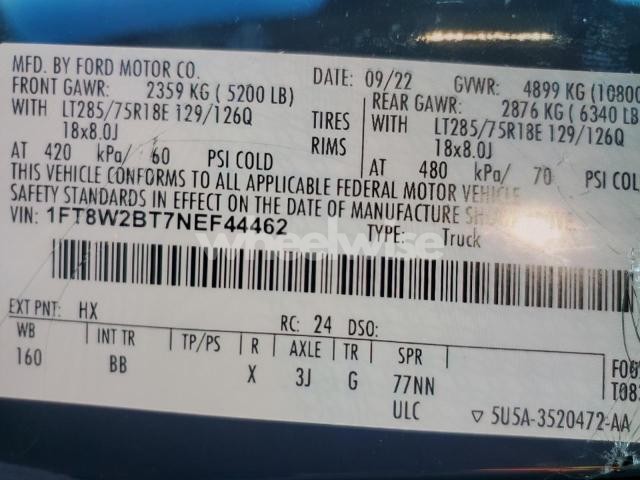 MFD. BY FORD MOTOR CO.
DATE: 09/22 GVWR: 4899 KG (10800
FRONT GAWR: 2359 KG ( 5200 LB)
REAR GAWR: 2876 KG ( 6340 LB
WITH LT285/75R18E 129/126Q TIRES WITH LT285/75R18E 129/126Q
18x8.0J RIMS 18x8.0J
AT 420 kPa/ 60 PSI COLD AT 480 kPa/ 70 PSI COL
THIS VEHICLE CONFORMS TO ALL APPLICABLE FEDERAL MOTOR VEHICLE
SAFETY STANDARDS IN EFFECT ON THE DATE OF MANUFACTURE SHOWN
VIN: 1FT8W2BT7NEF44462 TYPE: Truck
wheelwise
EXT PNT: HX RC: 24 DSO:
WB INT TR TP/PS R AXLE TR SPR
160 BB X 3J G 77NN
ULC
▽ 5U5A-3520472-AA